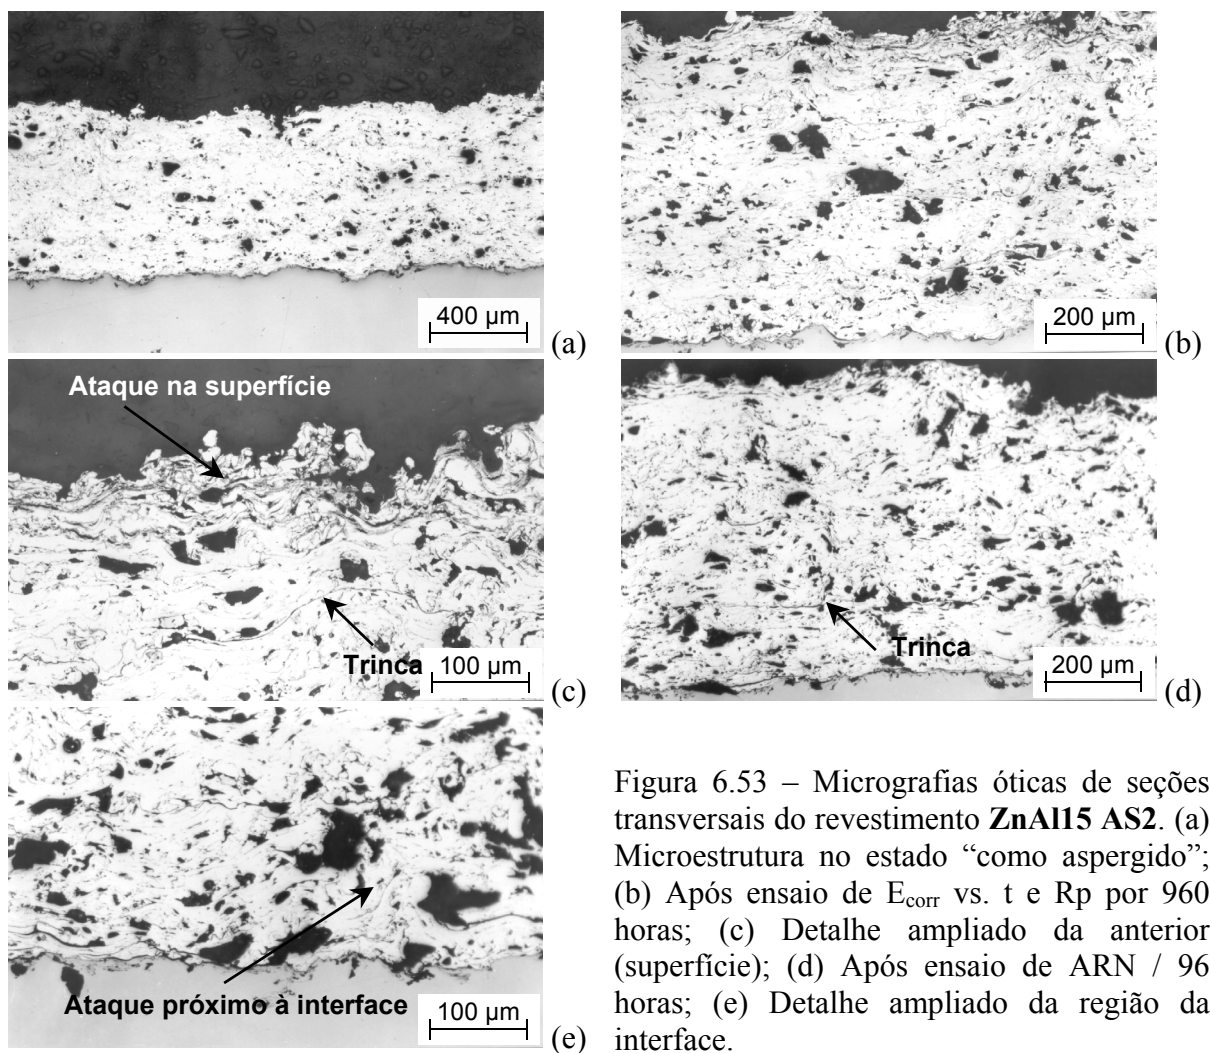 400 µm
(a)
200 µm
(b)
Ataque na superfície
Trinca
100 µm
(c)
Trinca
200 µm
(d)
Ataque próximo à interface
100 µm
(e)
Figura 6.53 – Micrografias óticas de seções
transversais do revestimento ZnAl15 AS2. (a)
Microestrutura no estado “como aspergido”;
(b) Após ensaio de Ecorr vs. t e Rp por 960
horas; (c) Detalhe ampliado da anterior
(superfície); (d) Após ensaio de ARN / 96
horas; (e) Detalhe ampliado da região da
interface.